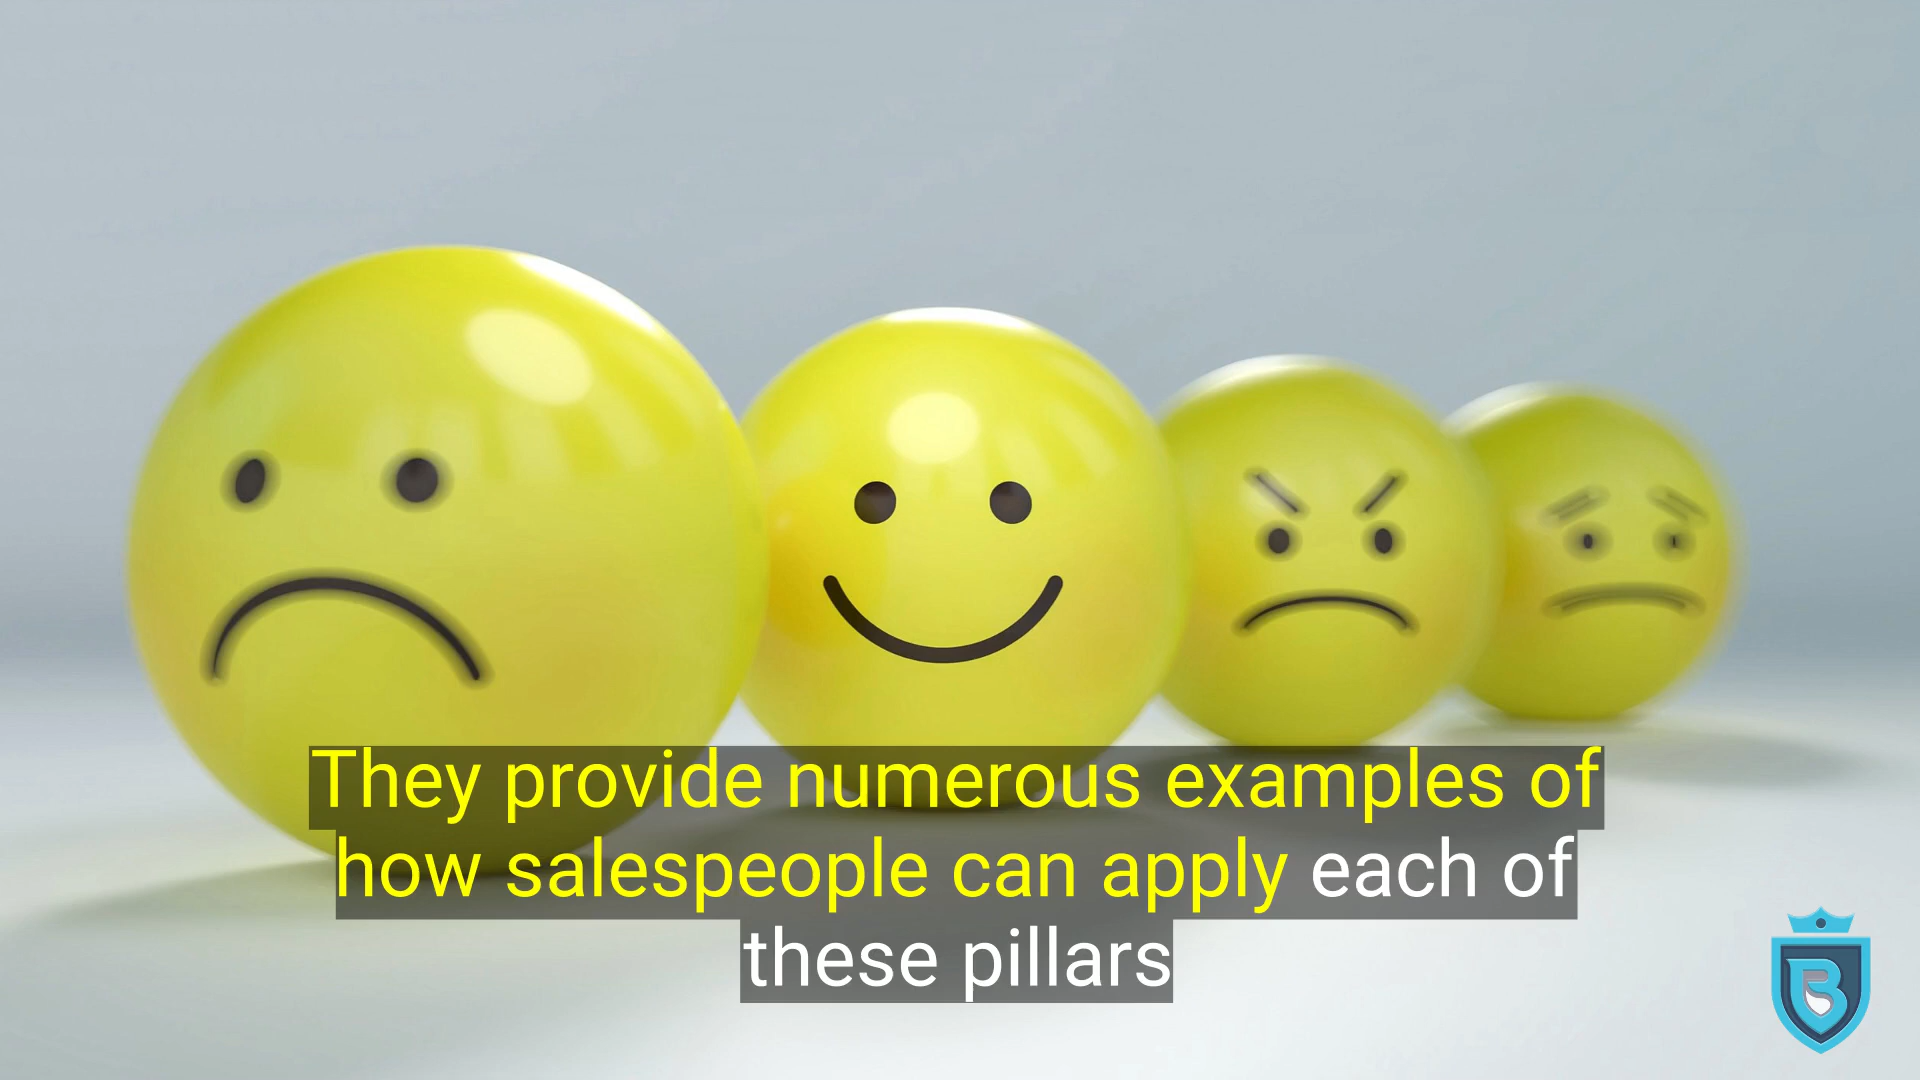 They provide numerous examples of
how salespeople can apply each of
these pillars
B